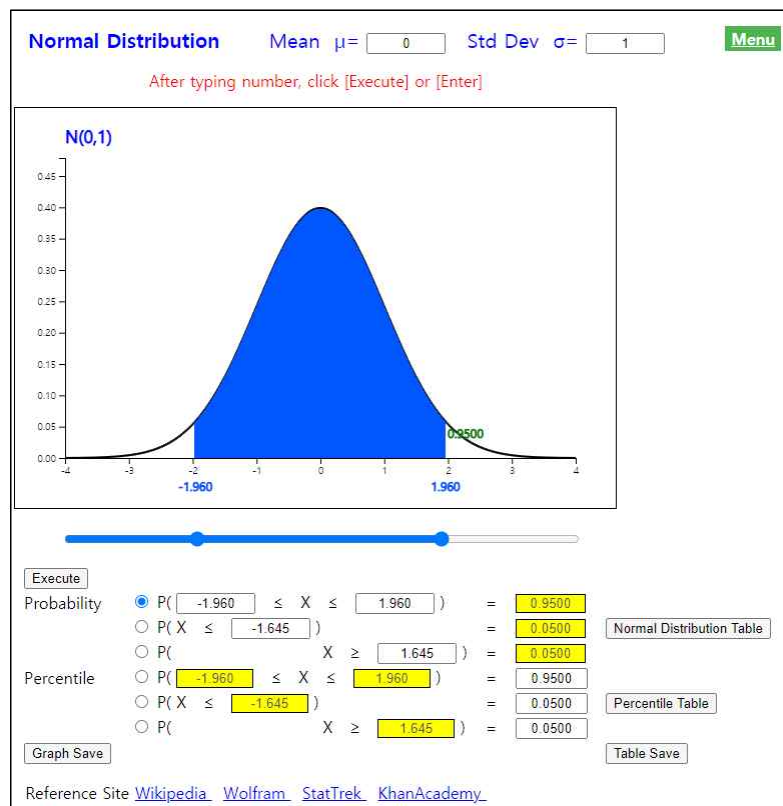 Normal Distribution Mean μ= 0 Std Dev σ= 1 Menu
After typing number, click [Execute] or [Enter]
N(0,1)
0.45
0.40
0.35
0.30
0.25
0.20
0.15
0.10
0.05
0.9500
0.00
-4 -3 -2 -1 0 1 2 3 4
-1.960 1.960
Execute
Probability P( -1.960 ≤ X ≤ 1.960 ) = 0.9500
P( X ≤ -1.645 ) = 0.0500 Normal Distribution Table
P( X ≥ 1.645 ) = 0.0500
Percentile P( -1.960 ≤ X ≤ 1.960 ) = 0.9500
P( X ≤ -1.645 ) = 0.0500 Percentile Table
P( X ≥ 1.645 ) = 0.0500
Graph Save Table Save
Reference Site Wikipedia Wolfram StatTrek KhanAcademy